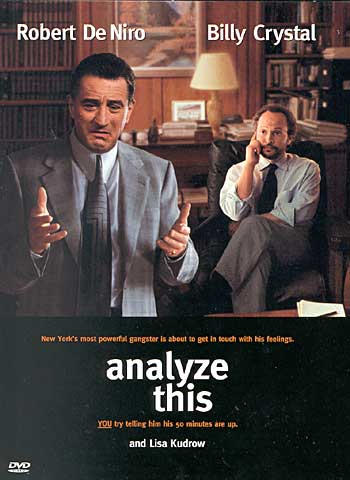 Robert De Niro Billy Crystal
New York's most powerful gangster is about to get in touch with his feelings.
analyze
this
YOU try telling him his 50 minutes are up.
and Lisa Kudrow
DVD